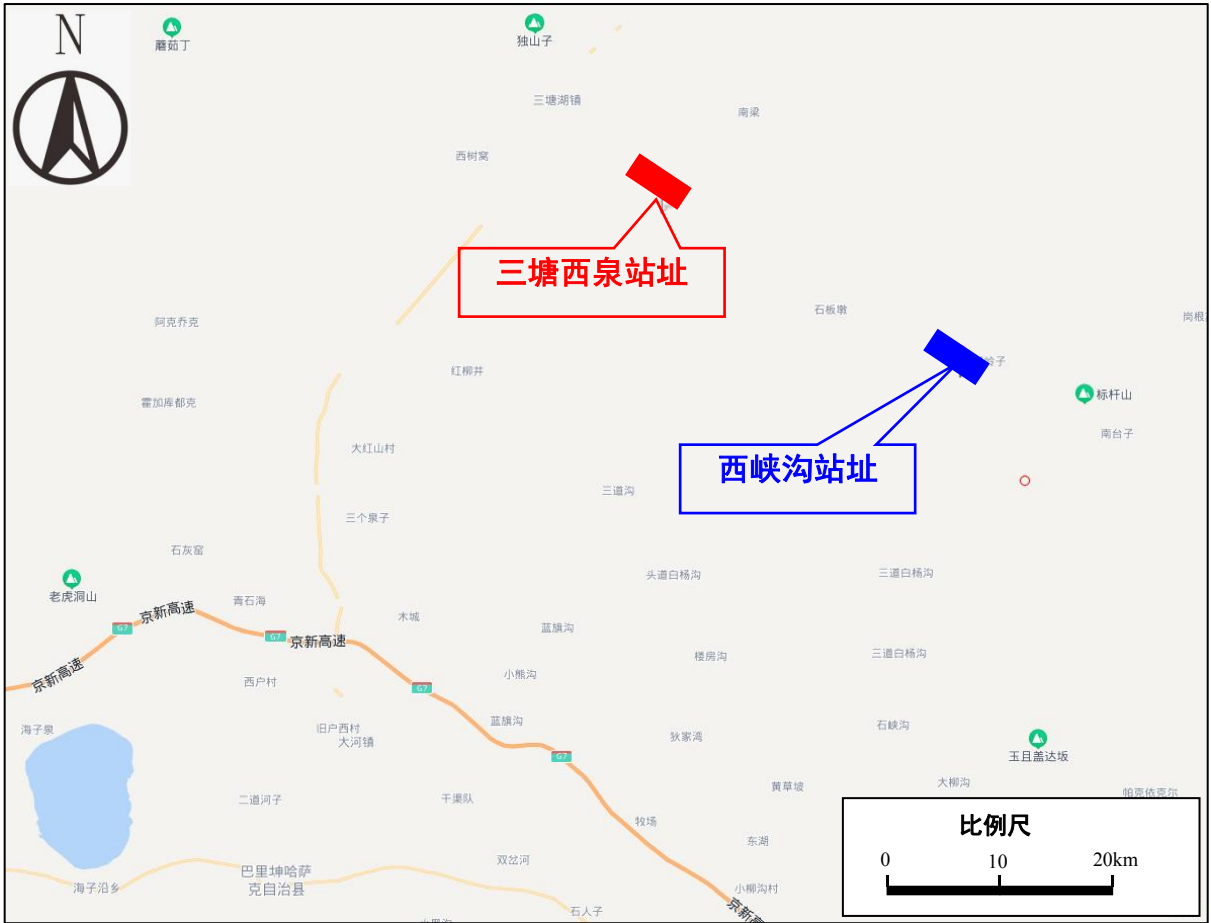 N
蘑茹丁
独山子
三塘湖镇
南梁
西树窝
三塘西泉站址
石板墩
阿克乔克
红柳井
标杆山
霍加库都克
南台子
大红山村
西峡沟站址
三道沟
三个泉子
石灰窑
头道白杨沟
三道白杨沟
老虎洞山
青石海
京新高速
G7
木城
蓝旗沟
G7
京新高速
三道白杨沟
楼房沟
小熊沟
京新高速
西户村
G7
蓝旗沟
石峡沟
海子泉
旧户西村
大河镇
狄家湾
G7
玉且盖达坂
大柳沟
黄草坡
帕克依克尔
二道河子
干渠队
牧场
比例尺
东湖
0
10
20km
双岔河
巴里坤哈萨
克自治县
海子沿乡
小柳沟村
石人子